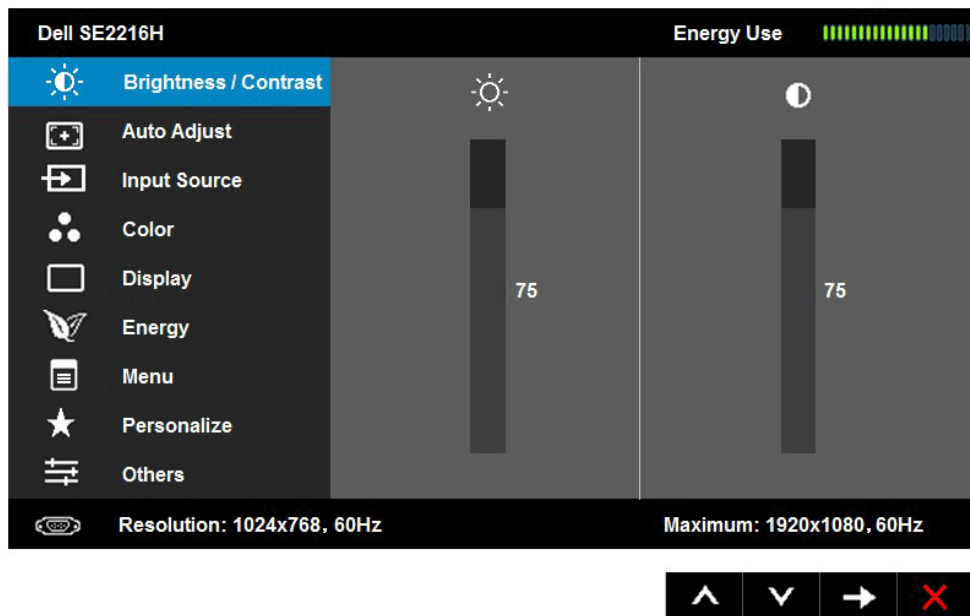 Dell SE2216H Energy Use
Brightness / Contrast
Auto Adjust
Input Source
Color
Display
75 75
Energy
Menu
Personalize
Others
Resolution: 1024x768, 60Hz Maximum: 1920x1080, 60Hz